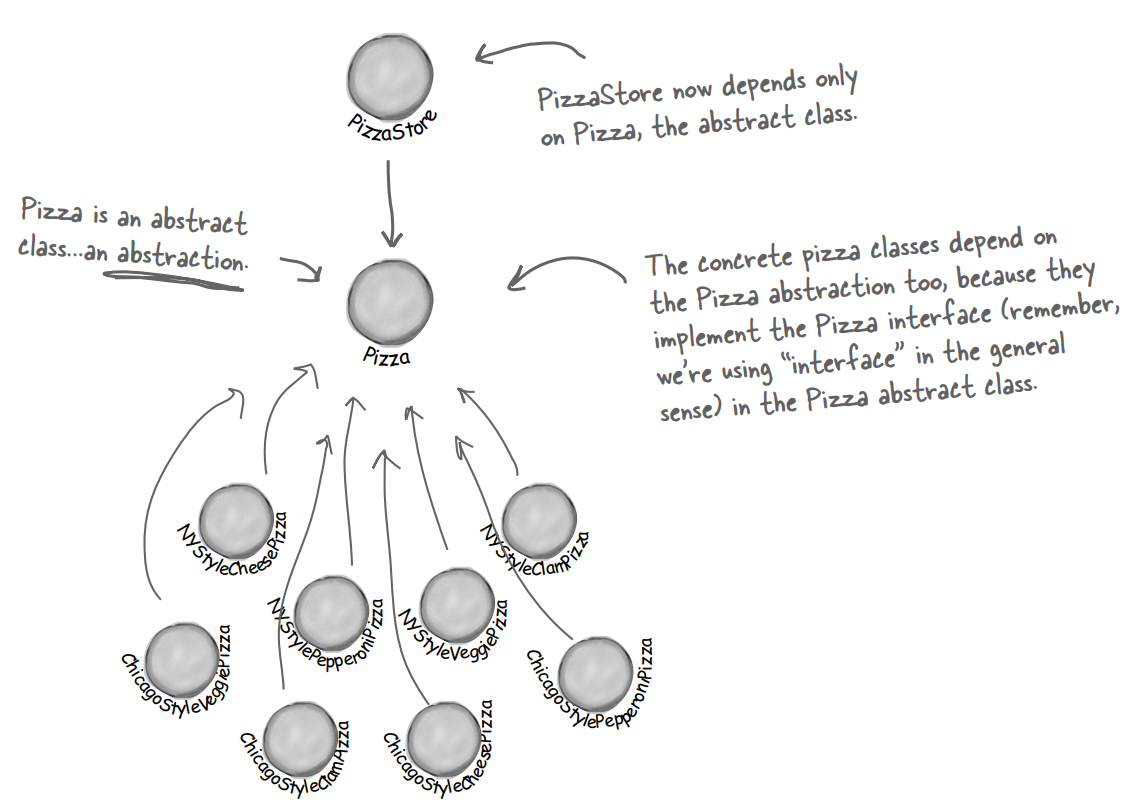 PizzaStore
PizzaStore now depends only
on Pizza, the abstract class.
Pizza is an abstract
class...an abstraction.
Pizza
The concrete pizza classes depend on
the Pizza abstraction too, because they
implement the Pizza interface (remember,
we're using "interface" in the general
sense) in the Pizza abstract class.
NYStyleCheesePizza
NYStyleClamPizza
NYStylePepperoniPizza
NYStyleVeggiePizza
ChicagoStyleVeggiePizza
ChicagoStylePepperoniPizza
ChicagoStyleClamPizza
ChicagoStyleCheesePizza